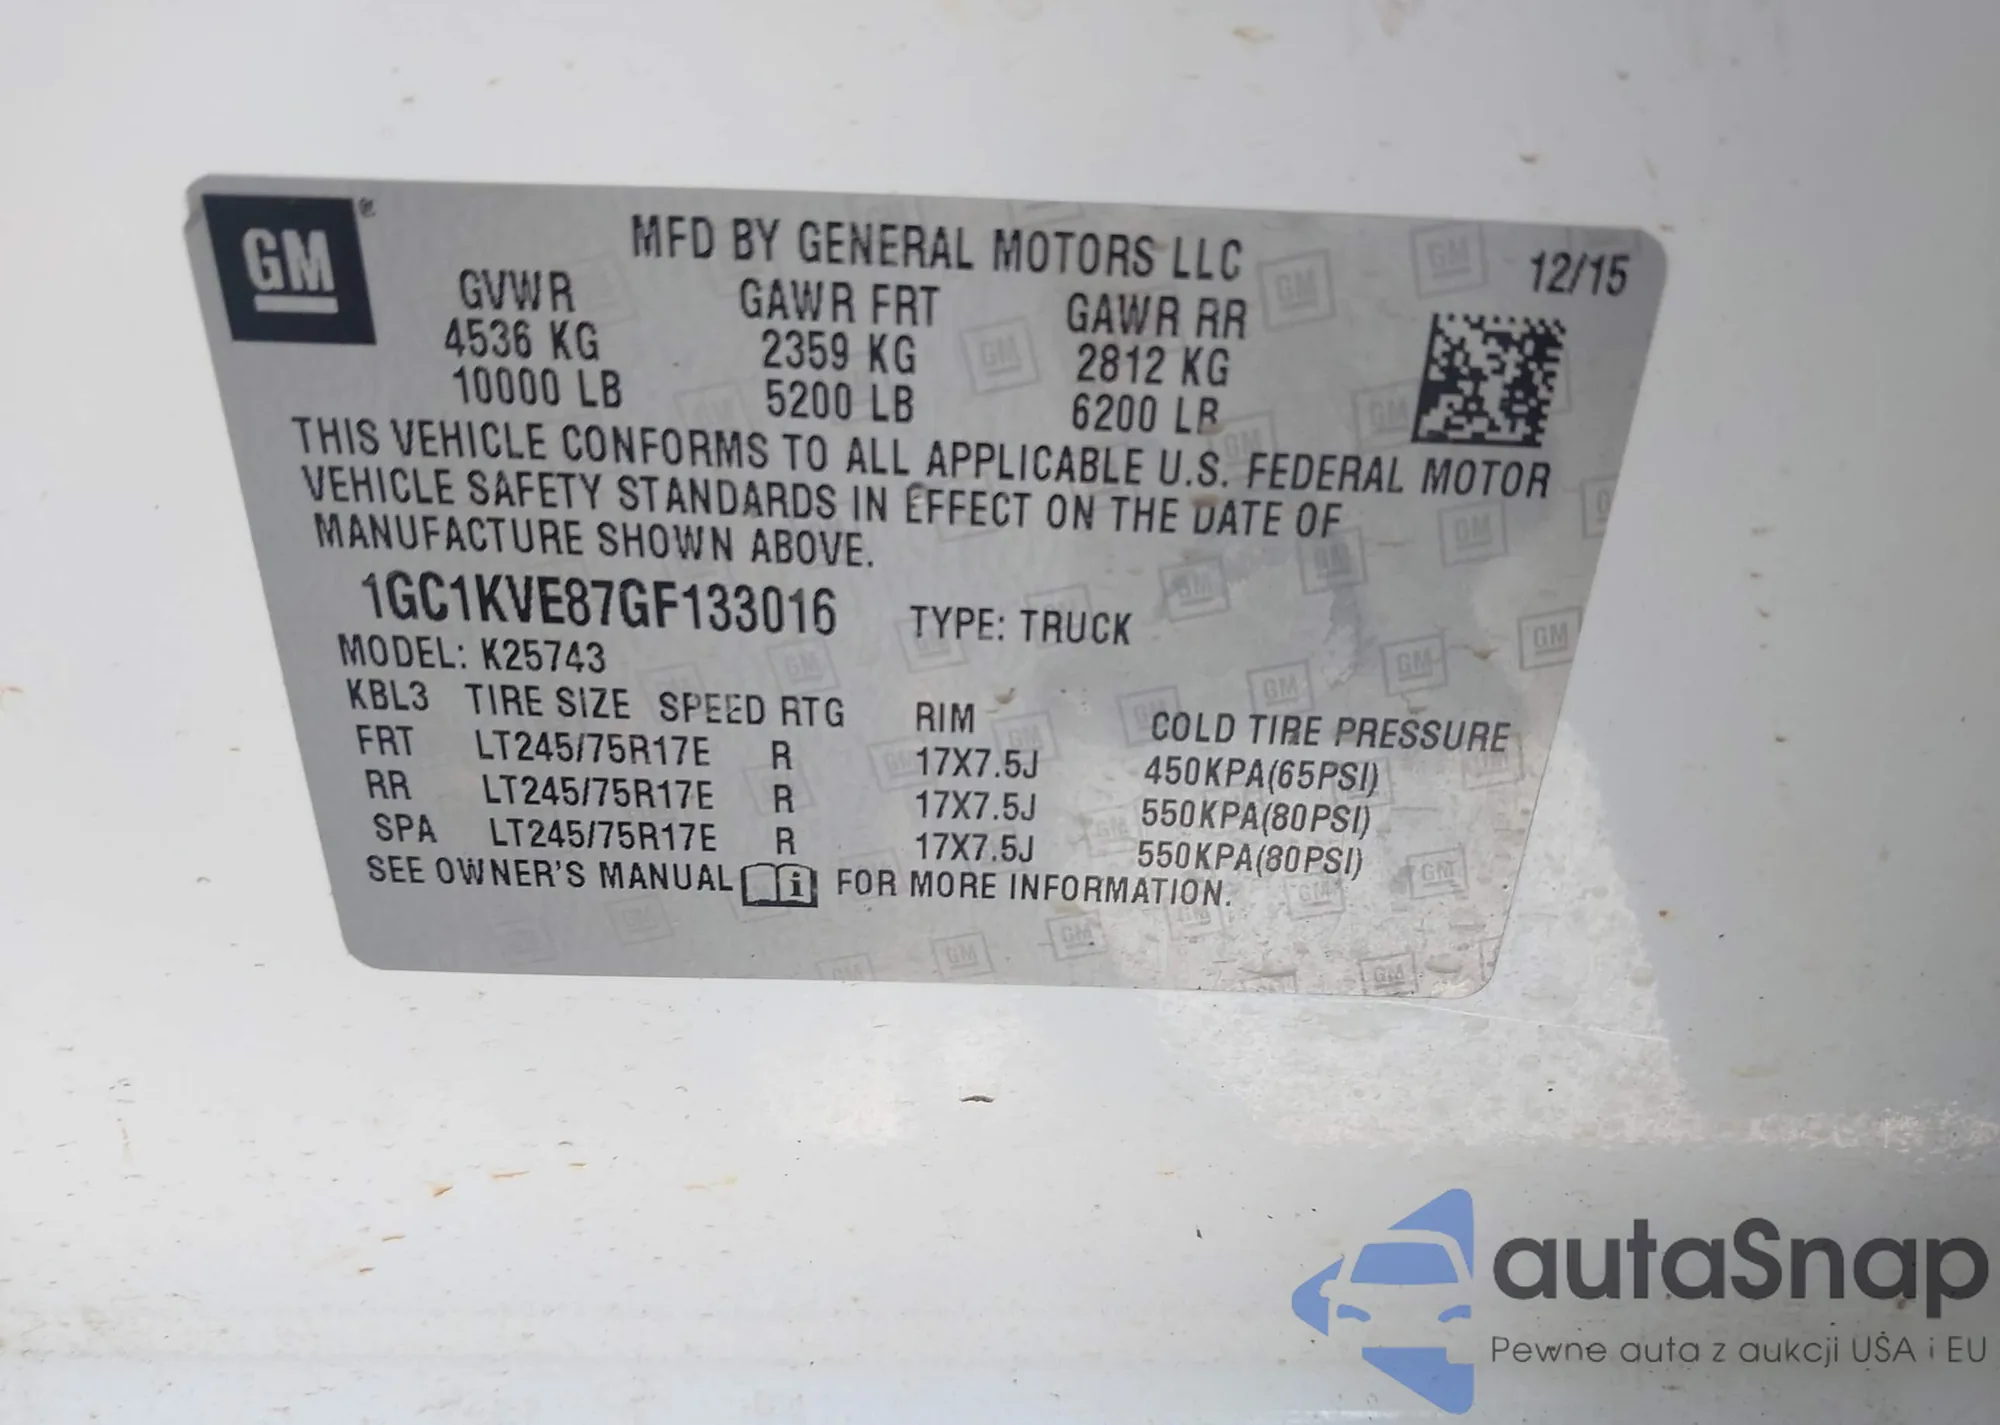 GM ®
MFD BY GENERAL MOTORS LLC
12/15
GVWR GAWR FRT GAWR RR
4536 KG 2359 KG 2812 KG
10000 LB 5200 LB 6200 LB
THIS VEHICLE CONFORMS TO ALL APPLICABLE U.S. FEDERAL MOTOR
VEHICLE SAFETY STANDARDS IN EFFECT ON THE DATE OF
MANUFACTURE SHOWN ABOVE.
1GC1KVE87GF133016 TYPE: TRUCK
MODEL: K25743
KBL3 TIRE SIZE SPEED RTG RIM COLD TIRE PRESSURE
FRT LT245/75R17E R 17X7.5J 450KPA(65PSI)
RR LT245/75R17E R 17X7.5J 550KPA(80PSI)
SPA LT245/75R17E R 17X7.5J 550KPA(80PSI)
SEE OWNER'S MANUAL i FOR MORE INFORMATION.
autaSnap
Pewne auta z aukcji USA i EU